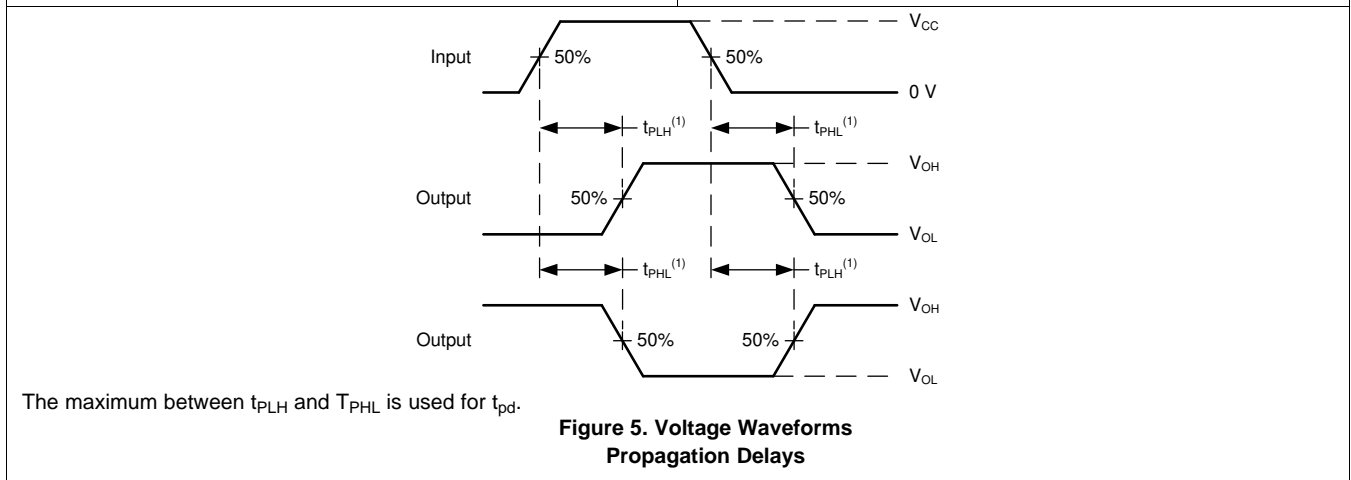 V_CC
Input 50% 50%
0 V
t_PLH^(1) t_PHL^(1)
V_OH
Output 50% 50%
V_OL
t_PHL^(1) t_PLH^(1)
V_OH
Output 50% 50%
V_OL
The maximum between t_PLH and T_PHL is used for t_pd.
Figure 5. Voltage Waveforms
Propagation Delays